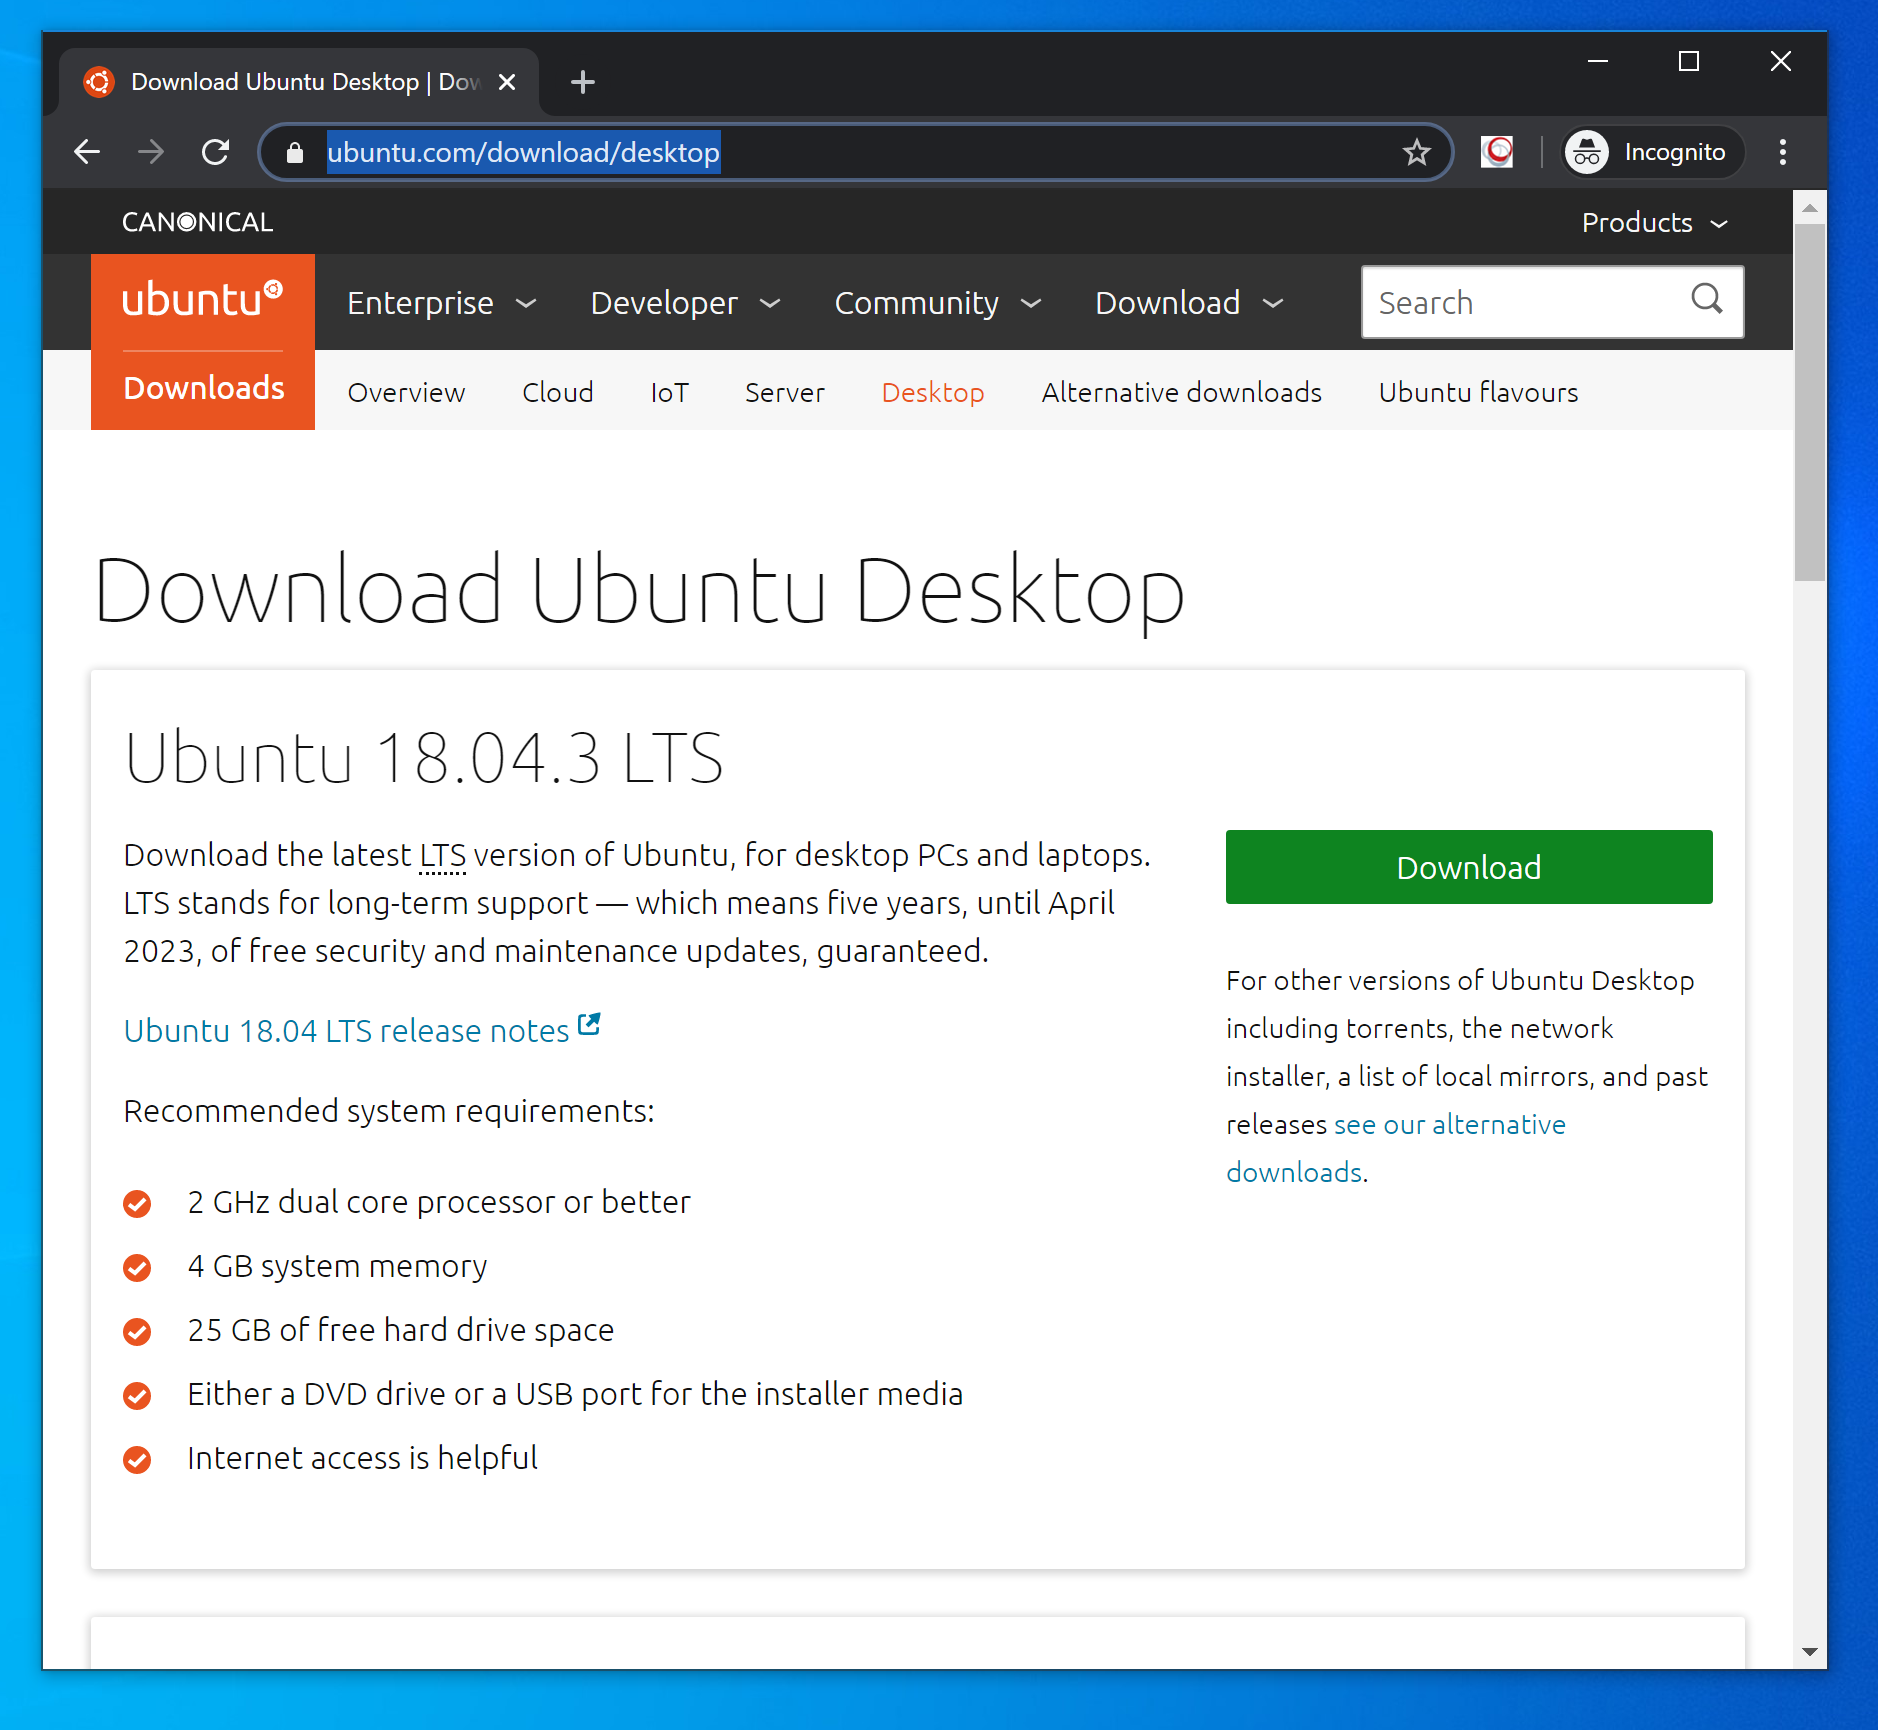 Download Ubuntu Desktop | Dow
ubuntu.com/download/desktop
Incognito
CANONICAL
Products
ubuntu
Enterprise
Developer
Community
Download
Search
Downloads
Overview
Cloud
IoT
Server
Desktop
Alternative downloads
Ubuntu flavours
Download Ubuntu Desktop
Ubuntu 18.04.3 LTS
Download the latest LTS version of Ubuntu, for desktop PCs and laptops.
LTS stands for long-term support — which means five years, until April
2023, of free security and maintenance updates, guaranteed.
Ubuntu 18.04 LTS release notes
Recommended system requirements:
2 GHz dual core processor or better
4 GB system memory
25 GB of free hard drive space
Either a DVD drive or a USB port for the installer media
Internet access is helpful
Download
For other versions of Ubuntu Desktop
including torrents, the network
installer, a list of local mirrors, and past
releases see our alternative
downloads.